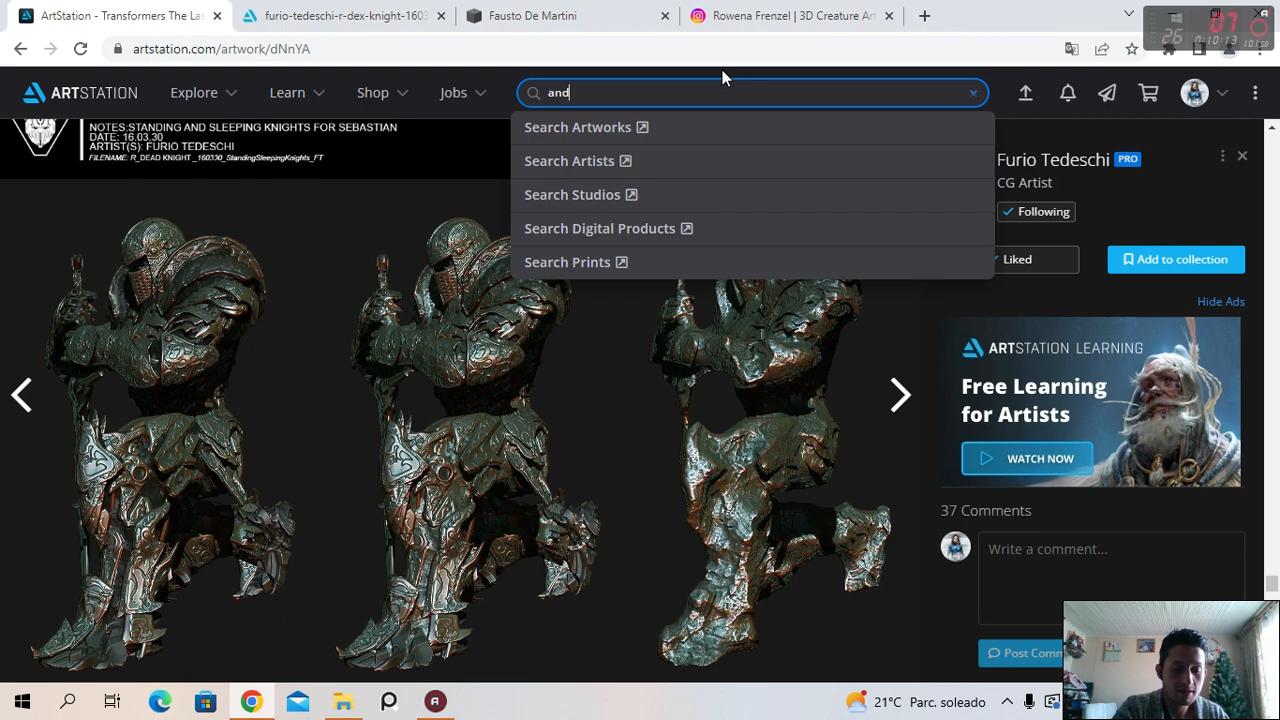 ArtStation - Transformers The Las
furio-tedeschi-r-dex-knight-1603
Fausto De Martini
Rowena Frenzel | 3D Creature Art
artstation.com/artwork/dNnYA
ARTSTATION
Explore
Learn
Shop
Jobs
and
Search Artworks
Search Artists
Search Studios
Search Digital Products
Search Prints
NOTES:STANDING AND SLEEPING KNIGHTS FOR SEBASTIAN
DATE: 16.03.30
ARTIST(S): FURIO TEDESCHI
FILENAME: R_DEAD KNIGHT _160330_StandingSleepingKnights_FT
Furio Tedeschi PRO
CG Artist
Following
Liked
Add to collection
Hide Ads
ARTSTATION LEARNING
Free Learning
for Artists
WATCH NOW
37 Comments
Write a comment...
Post Comm
21°C Parc. soleado